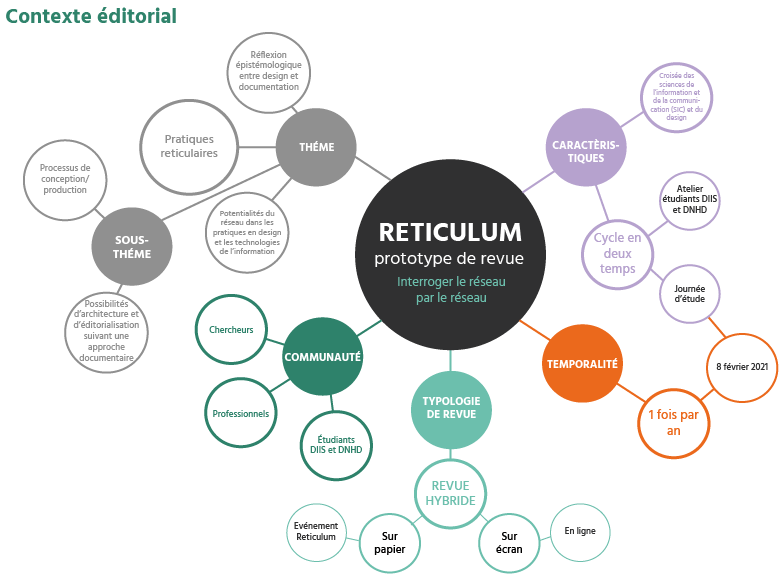 Contexte éditorial
Réflexion
épistémologique
entre design et
documentation
Pratiques
reticulaires
THÉME
Processus de
conception/
production
Potentialités du
réseau dans les
pratiques en design
et les technologies
de l'information
SOUS-
THÉME
Possibilités
d'architecture et
d'éditorialisation
suivant une
approche
documentaire
RETICULUM
prototype de revue
Interroger le réseau
par le réseau
CARACTÈRIS-
TIQUES
Croisée des
sciences de
l'information et
de la communi-
cation (SIC) et du
design
Atelier
étudiants DIIS
et DNHD
Cycle en
deux
temps
Journée
d'étude
TEMPORALITÉ
8 février 2021
1 fois par
an
COMMUNAUTÉ
Chercheurs
Professionnels
Étudiants
DIIS et DNHD
TYPOLOGIE
DE REVUE
REVUE
HYBRIDE
Evénement
Reticulum
Sur
papier
Sur
écran
En ligne